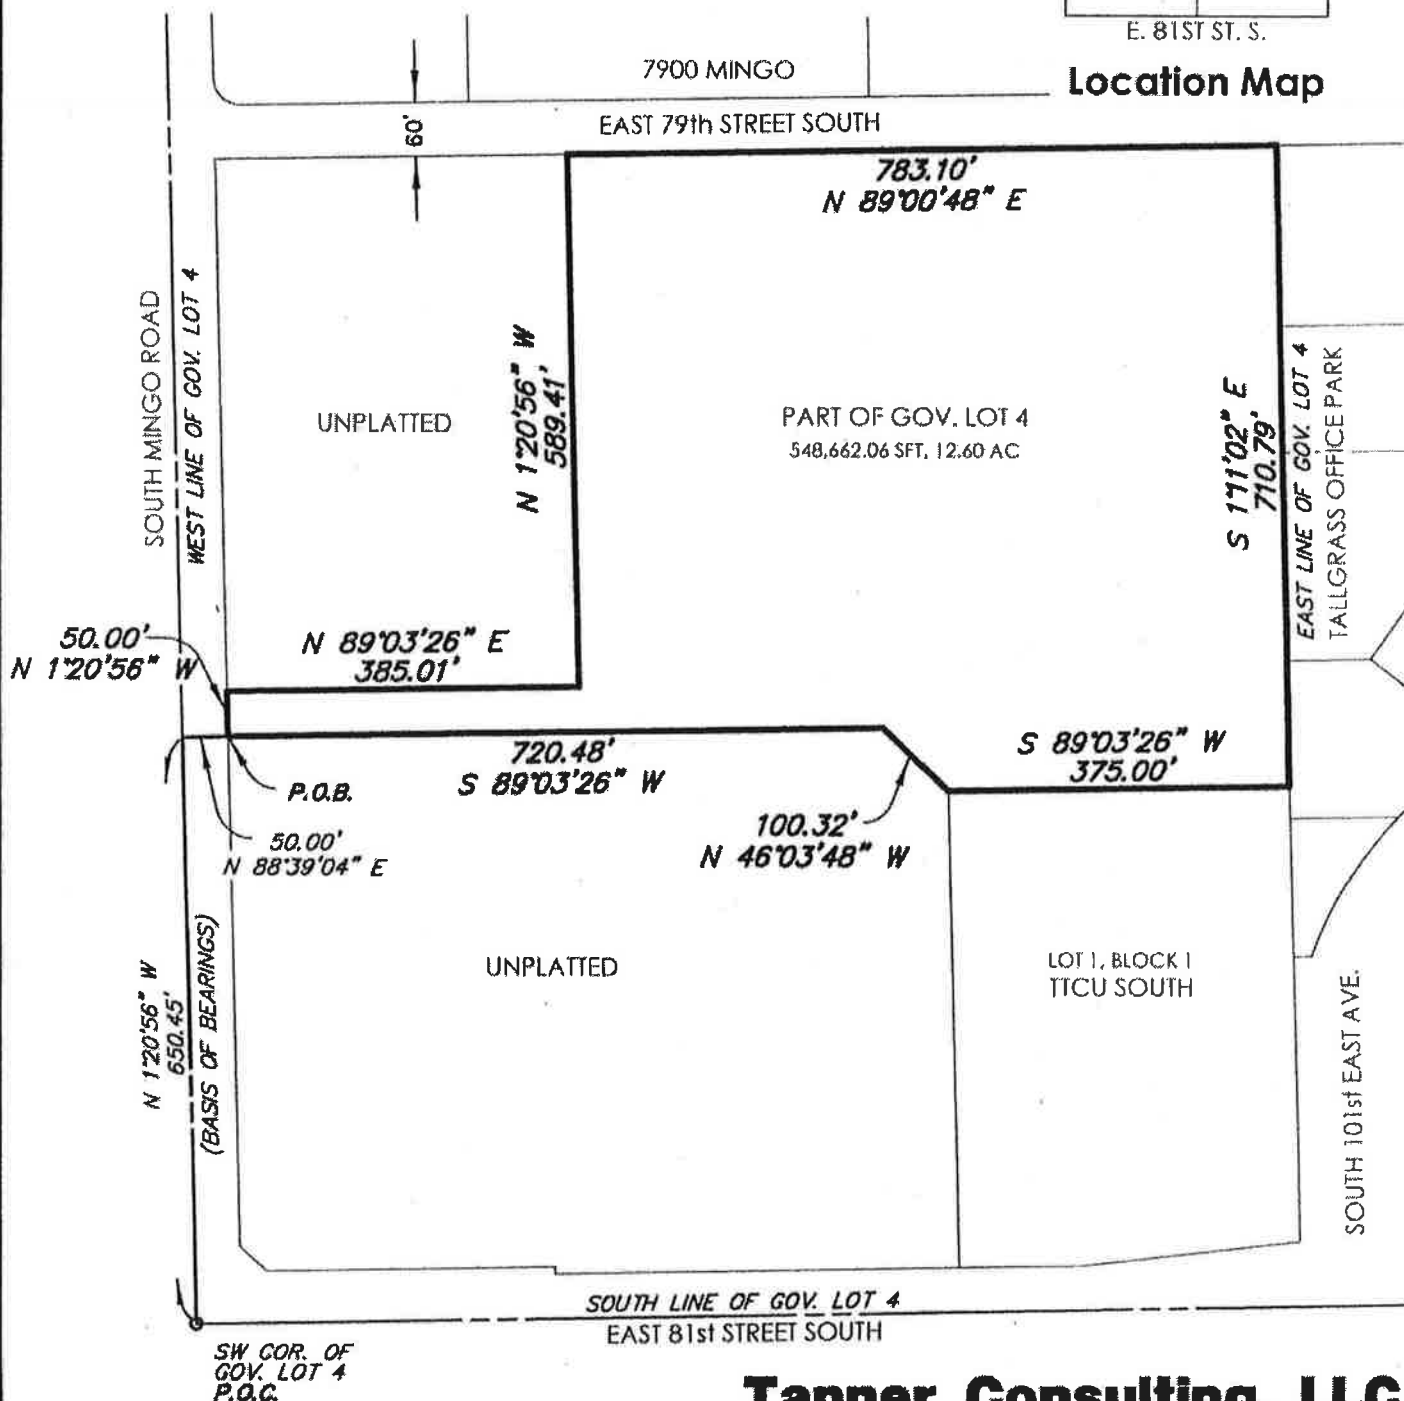 E. 81ST ST. S.
Location Map
7900 MINGO
60'
EAST 79th STREET SOUTH
783.10'
N 89°00'48" E
SOUTH MINGO ROAD
WEST LINE OF GOV. LOT 4
UNPLATTED
N 1°20'56" W
589.41'
PART OF GOV. LOT 4
548,662.06 SFT, 12.60 AC
S 1°11'02" E
710.79'
EAST LINE OF GOV. LOT 4
TALLGRASS OFFICE PARK
50.00'
N 1°20'56" W
N 89°03'26" E
385.01'
720.48'
S 89°03'26" W
S 89°03'26" W
375.00'
P.O.B.
50.00'
N 88°39'04" E
100.32'
N 46°03'48" W
N 1°20'56" W
650.45'
(BASIS OF BEARINGS)
UNPLATTED
LOT 1, BLOCK 1
TTCU SOUTH
SOUTH 101st EAST AVE.
SOUTH LINE OF GOV. LOT 4
EAST 81st STREET SOUTH
SW COR. OF
GOV. LOT 4
P.O.C.
Tanner Consulting, LLC